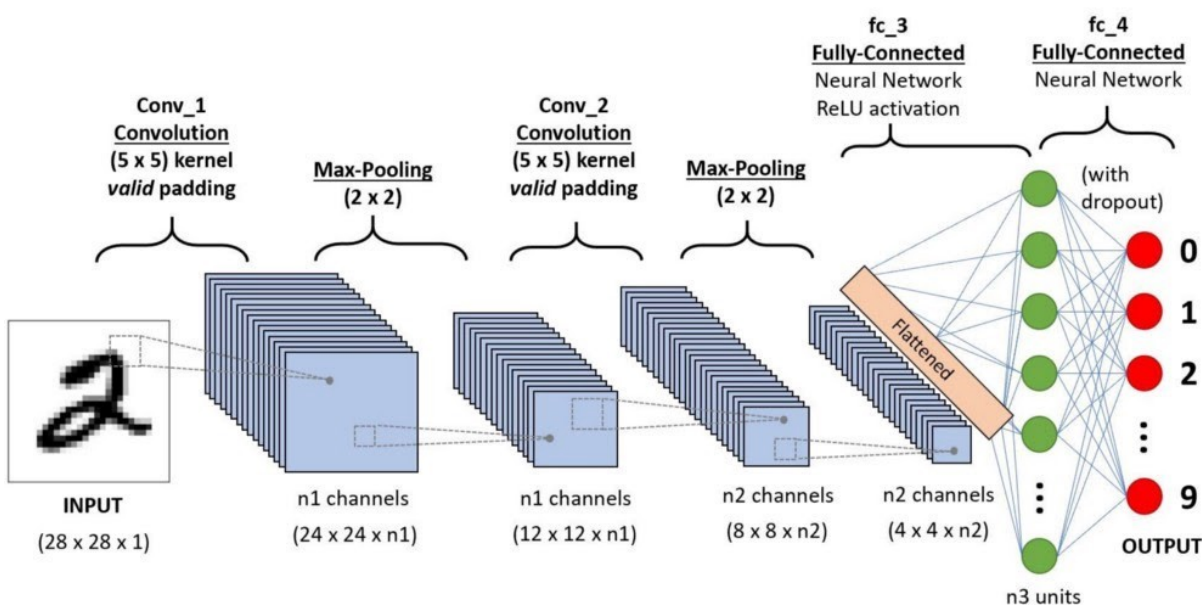 fc_3
Fully-Connected
Neural Network
ReLU activation
fc_4
Fully-Connected
Neural Network
Conv_1
Convolution
(5 x 5) kernel
valid padding
Max-Pooling
(2 x 2)
Conv_2
Convolution
(5 x 5) kernel
valid padding
Max-Pooling
(2 x 2)
(with
dropout)
Flattened
0
1
2
9
INPUT
(28 x 28 x 1)
n1 channels
(24 x 24 x n1)
n1 channels
(12 x 12 x n1)
n2 channels
(8 x 8 x n2)
n2 channels
(4 x 4 x n2)
OUTPUT
n3 units
2